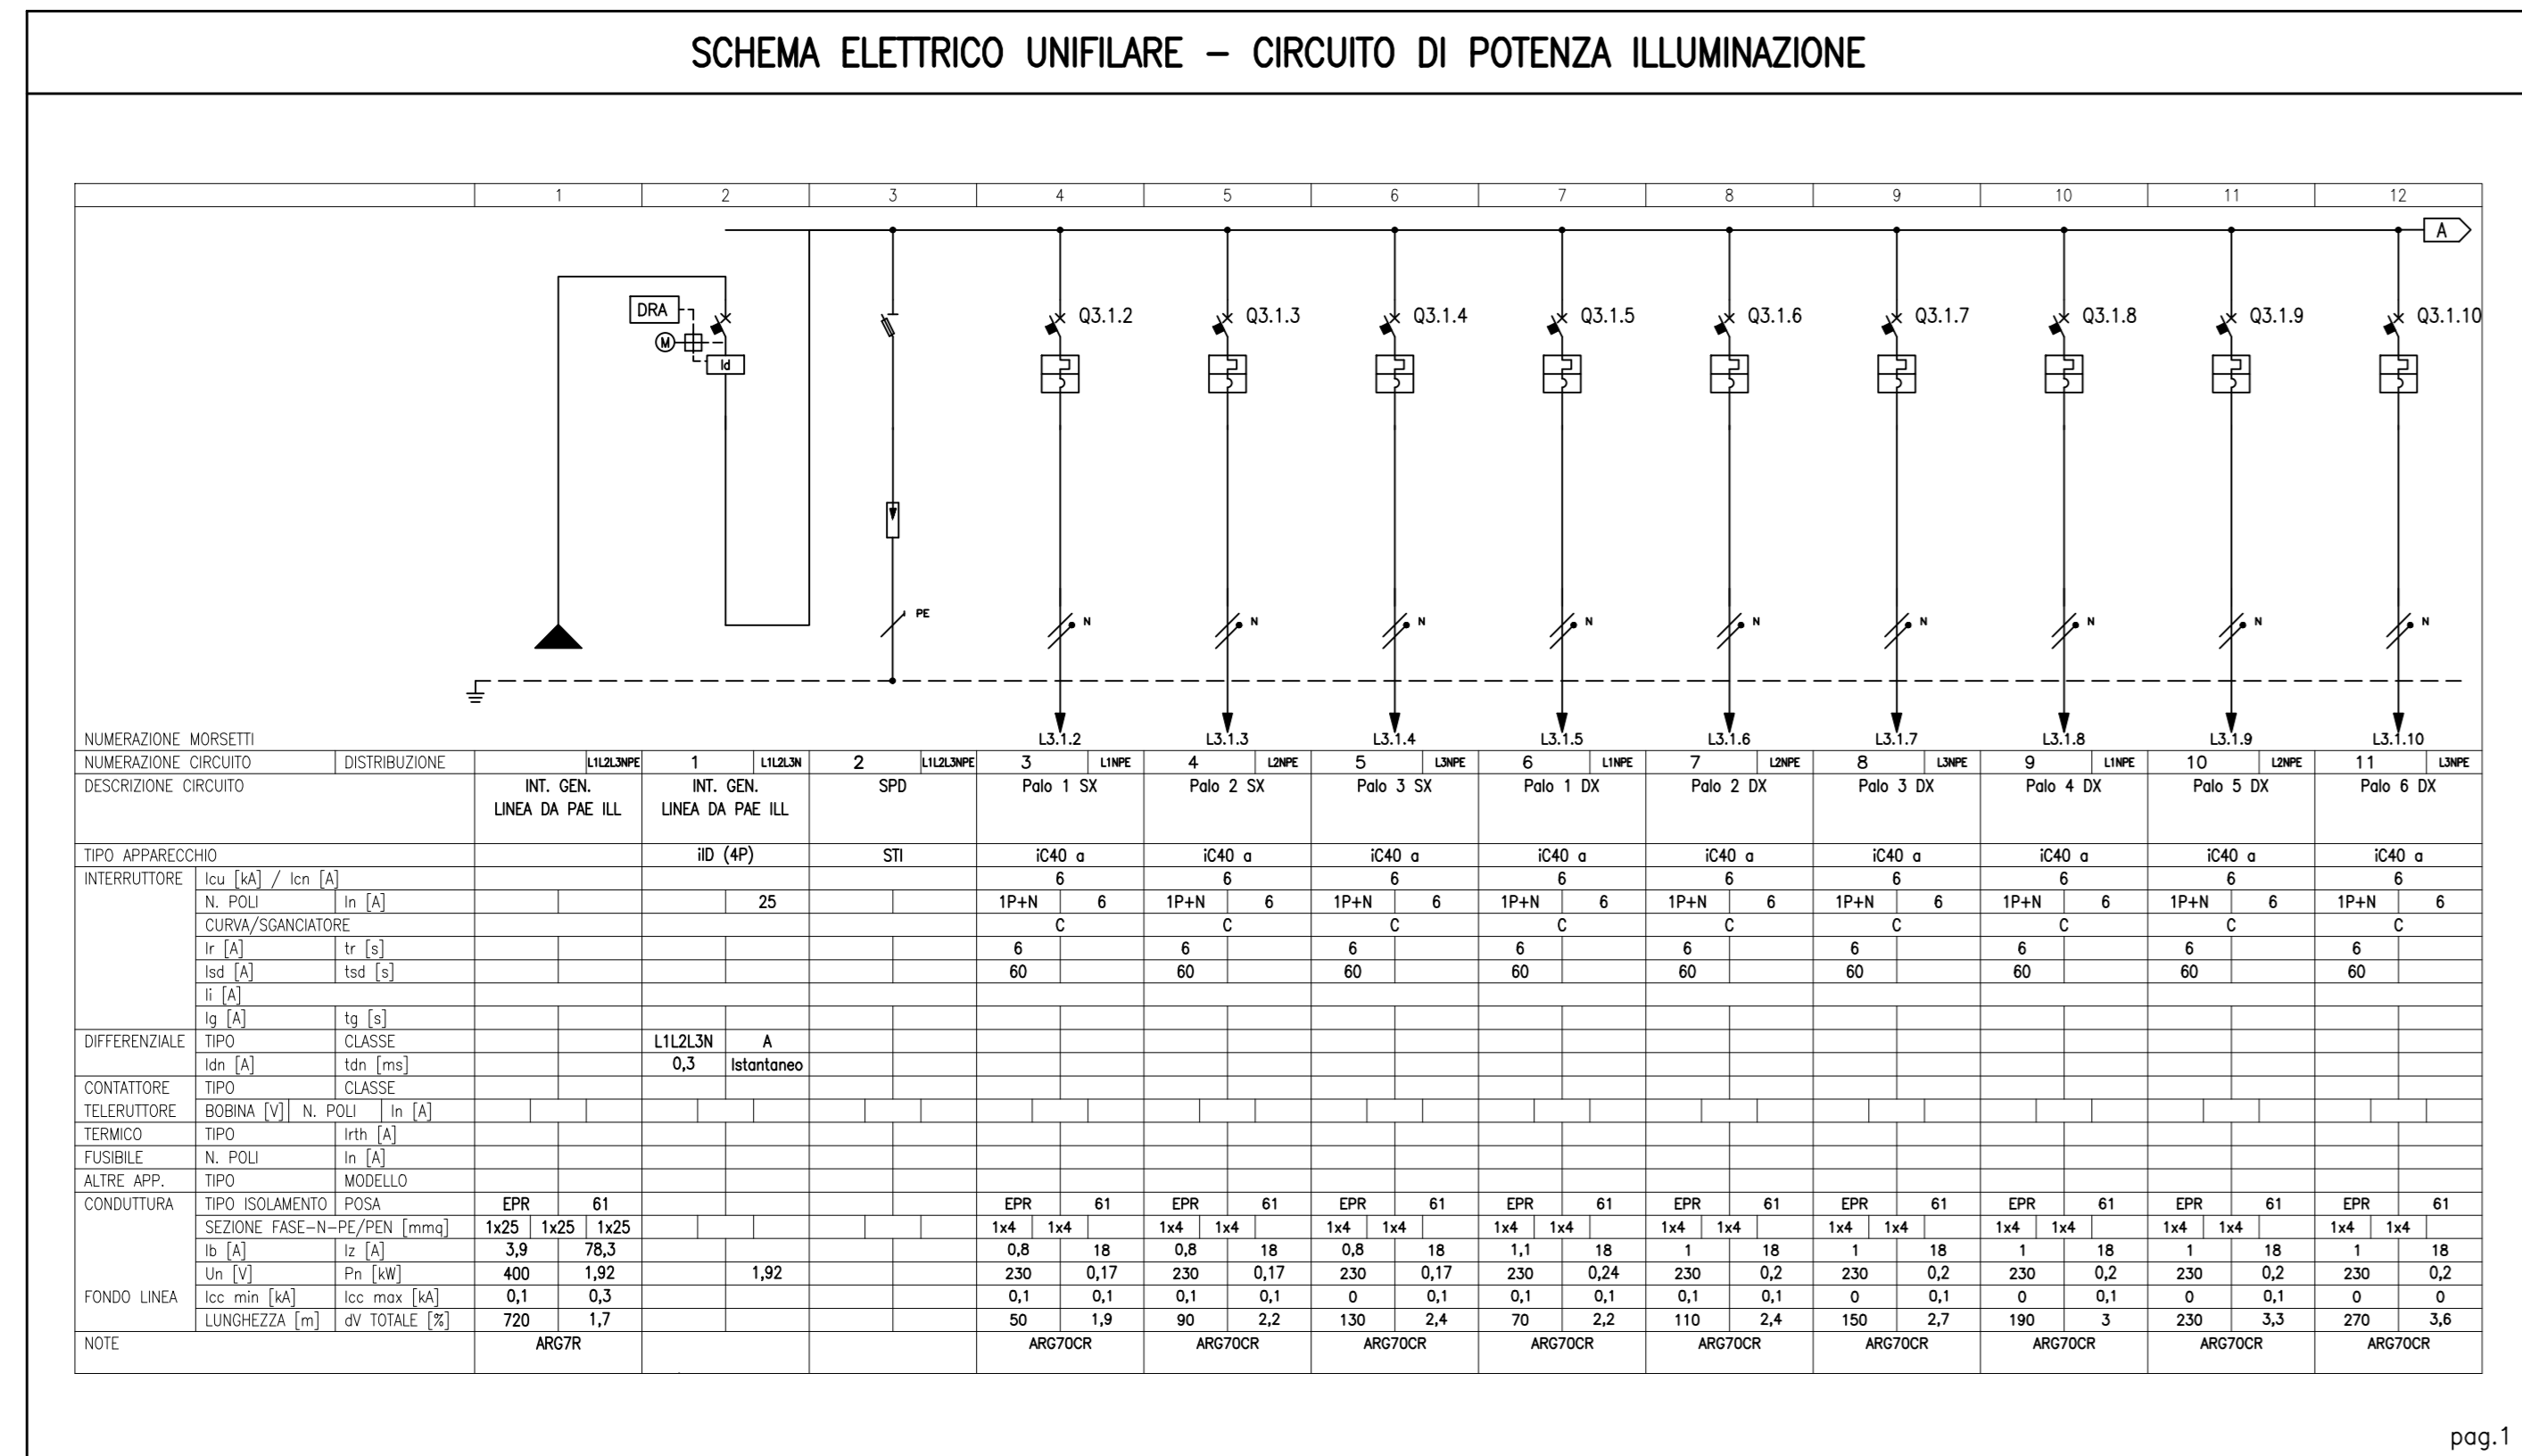 SCHEMA ELETTRICO UNIFILARE – CIRCUITO DI POTENZA ILLUMINAZIONE
1 2 3 4 5 6 7 8 9 10 11 12
A
DRA M Id
Q3.1.2 Q3.1.3 Q3.1.4 Q3.1.5 Q3.1.6 Q3.1.7 Q3.1.8 Q3.1.9 Q3.1.10
PE N N N N N N N N N
NUMERAZIONE MORSETTI L3.1.2 L3.1.3 L3.1.4 L3.1.5 L3.1.6 L3.1.7 L3.1.8 L3.1.9 L3.1.10
NUMERAZIONE CIRCUITO DISTRIBUZIONE L1L2L3NPE 1 L1L2L3N 2 L1L2L3NPE 3 L1NPE 4 L2NPE 5 L3NPE 6 L1NPE 7 L2NPE 8 L3NPE 9 L1NPE 10 L2NPE 11 L3NPE
DESCRIZIONE CIRCUITO INT. GEN. INT. GEN. SPD Palo 1 SX Palo 2 SX Palo 3 SX Palo 1 DX Palo 2 DX Palo 3 DX Palo 4 DX Palo 5 DX Palo 6 DX
LINEA DA PAE ILL LINEA DA PAE ILL
TIPO APPARECCHIO iID (4P) STI iC40 a iC40 a iC40 a iC40 a iC40 a iC40 a iC40 a iC40 a iC40 a
INTERRUTTORE Icu [kA] / Icn [A] 6 6 6 6 6 6 6 6 6
N. POLI In [A] 25 1P+N 6 1P+N 6 1P+N 6 1P+N 6 1P+N 6 1P+N 6 1P+N 6 1P+N 6 1P+N 6
CURVA/SGANCIATORE C C C C C C C C C
Ir [A] tr [s] 6 6 6 6 6 6 6 6 6
Isd [A] tsd [s] 60 60 60 60 60 60 60 60 60
Ii [A]
Ig [A] tg [s]
DIFFERENZIALE TIPO CLASSE L1L2L3N A
Idn [A] tdn [ms] 0,3 Istantaneo
CONTATTORE TIPO CLASSE
TELERUTTORE BOBINA [V] N. POLI In [A]
TERMICO TIPO Irth [A]
FUSIBILE N. POLI In [A]
ALTRE APP. TIPO MODELLO
CONDUTTURA TIPO ISOLAMENTO POSA EPR 61 EPR 61 EPR 61 EPR 61 EPR 61 EPR 61 EPR 61 EPR 61 EPR 61 EPR 61
SEZIONE FASE–N–PE/PEN [mmq] 1x25 1x25 1x25 1x4 1x4 1x4 1x4 1x4 1x4 1x4 1x4 1x4 1x4 1x4 1x4 1x4 1x4 1x4 1x4 1x4 1x4
Ib [A] Iz [A] 3,9 78,3 0,8 18 0,8 18 0,8 18 1,1 18 1 18 1 18 1 18 1 18 1 18
Un [V] Pn [kW] 400 1,92 1,92 230 0,17 230 0,17 230 0,17 230 0,24 230 0,2 230 0,2 230 0,2 230 0,2 230 0,2
FONDO LINEA Icc min [kA] Icc max [kA] 0,1 0,3 0,1 0,1 0,1 0,1 0 0,1 0,1 0,1 0,1 0,1 0 0,1 0 0,1 0 0,1 0 0
LUNGHEZZA [m] dV TOTALE [%] 720 1,7 50 1,9 90 2,2 130 2,4 70 2,2 110 2,4 150 2,7 190 3 230 3,3 270 3,6
NOTE ARG7R ARG7OCR ARG7OCR ARG7OCR ARG7OCR ARG7OCR ARG7OCR ARG7OCR ARG7OCR ARG7OCR
pag.1